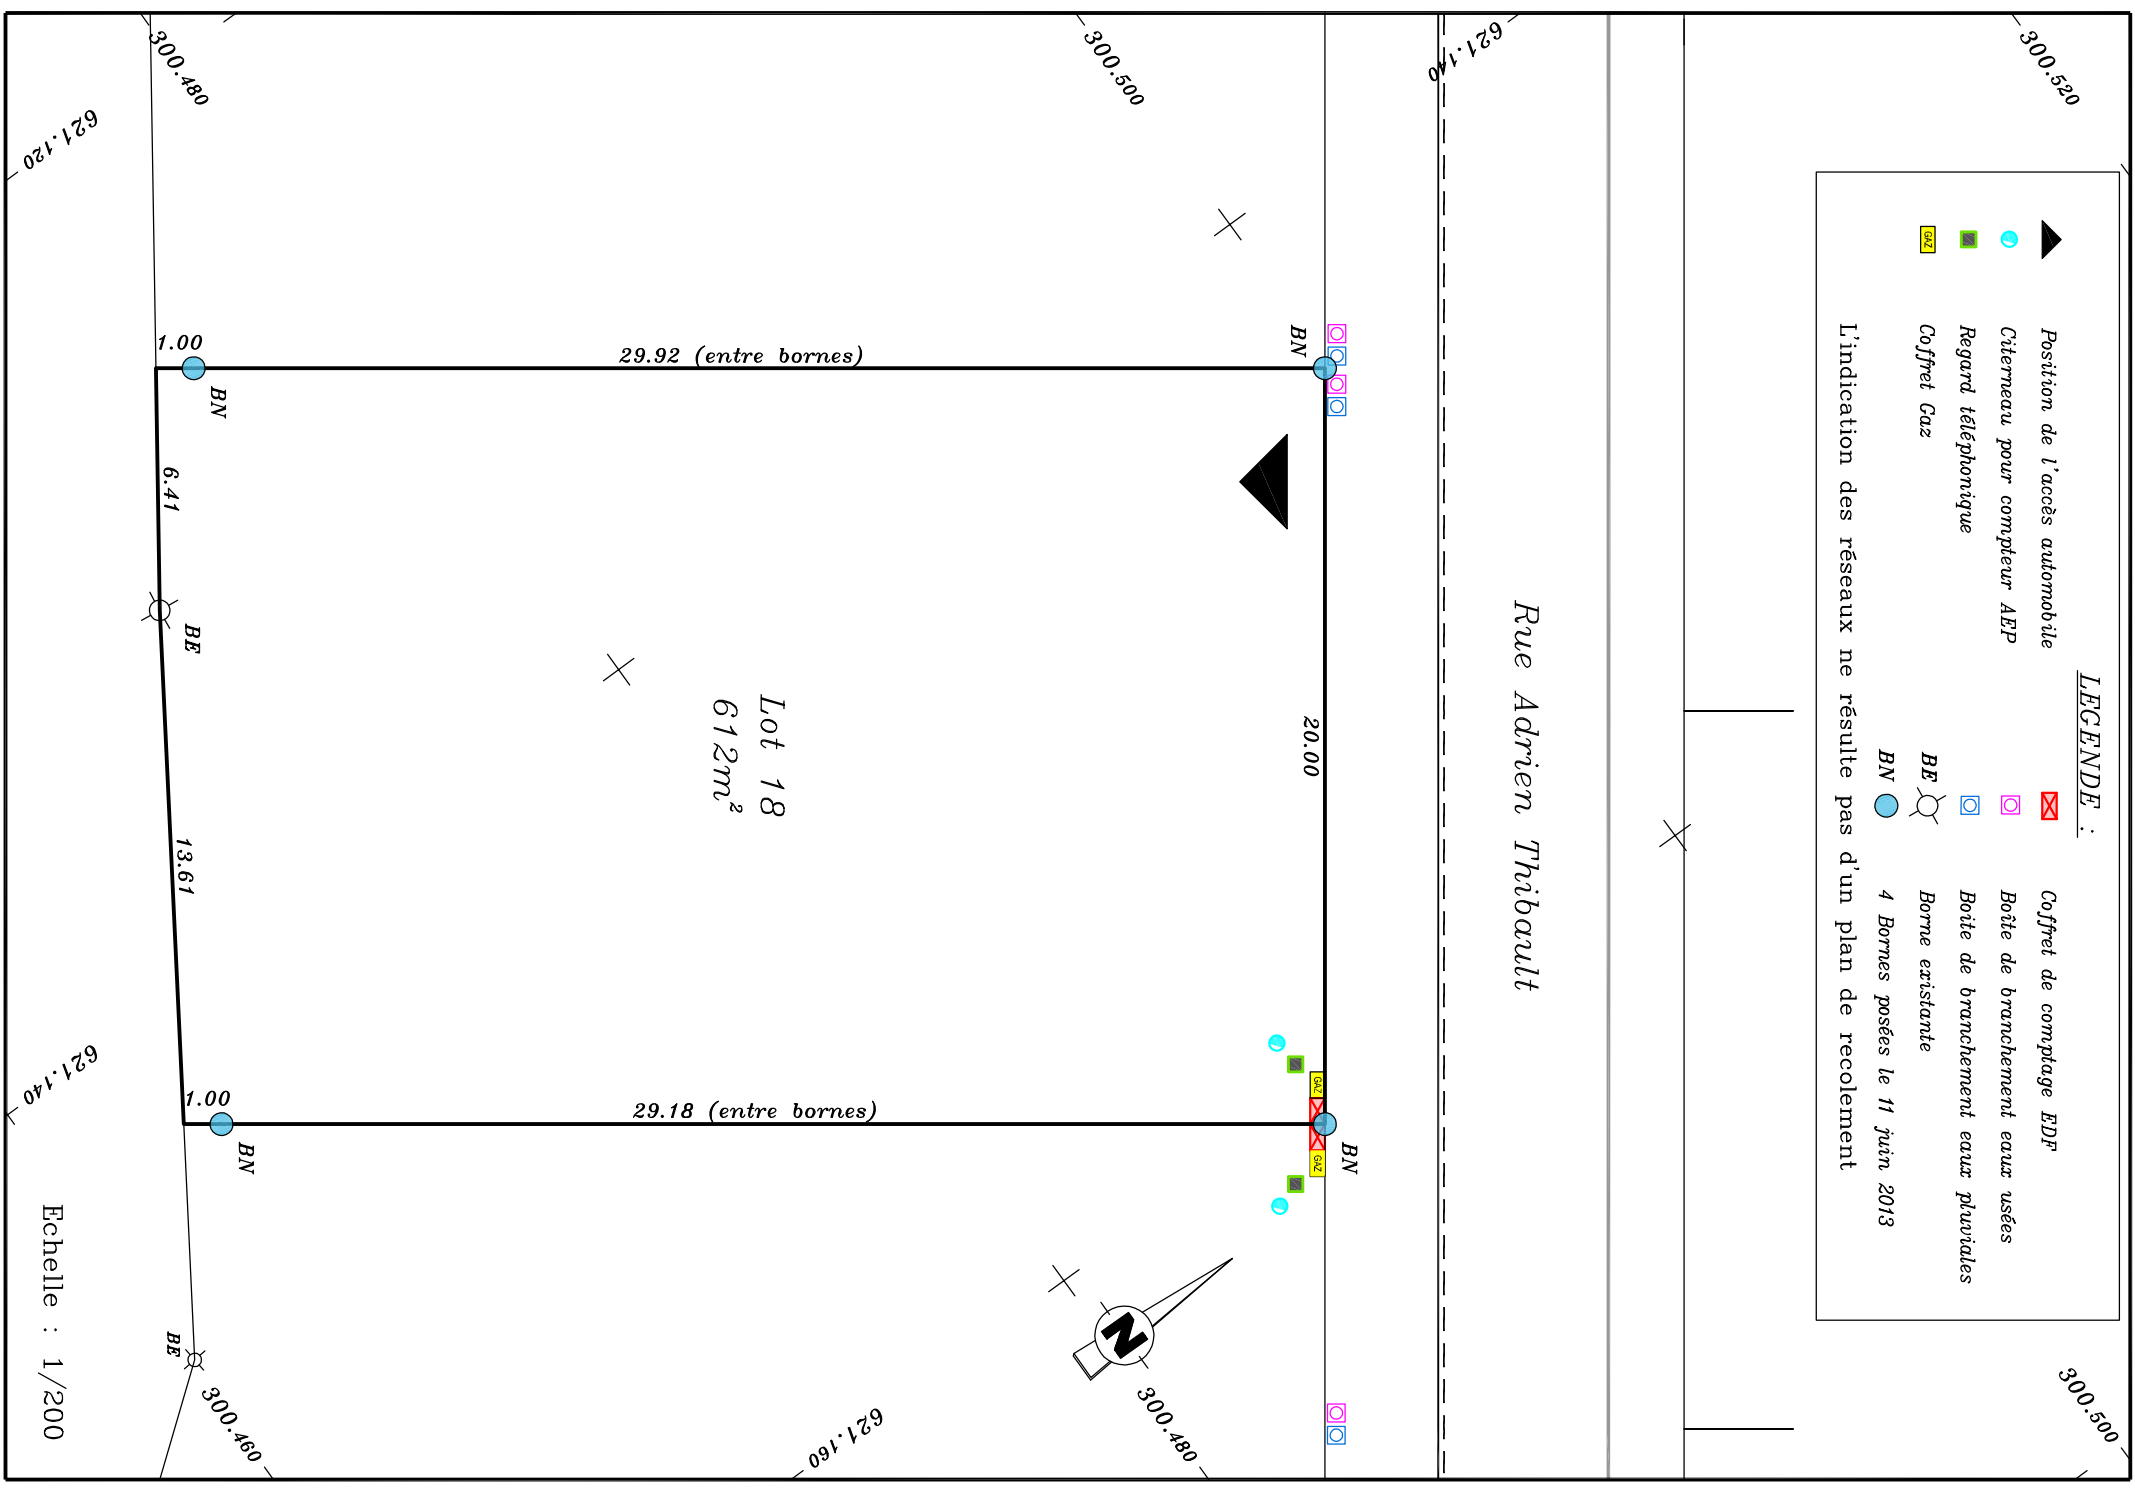 LEGENDE :
Position de l'accès automobile
Coffret de comptage EDF
Citerneau pour compteur AEP
Boîte de branchement eaux usées
Regard téléphonique
Boite de branchement eaux pluviales
GAZ
Coffret Gaz
BE
Borne existante
BN
4 Bornes posées le 11 juin 2013
L'indication des réseaux ne résulte pas d'un plan de recolement
300.520
300.500
621.140
Rue Adrien Thibault
300.500
BN
20.00
GAZ
GAZ
BN
300.480
29.92 (entre bornes)
Lot 18
612m²
29.18 (entre bornes)
N
621.160
300.480
1.00
BN
6.41
BE
13.61
1.00
BN
BE
300.460
621.120
621.140
Echelle : 1/200